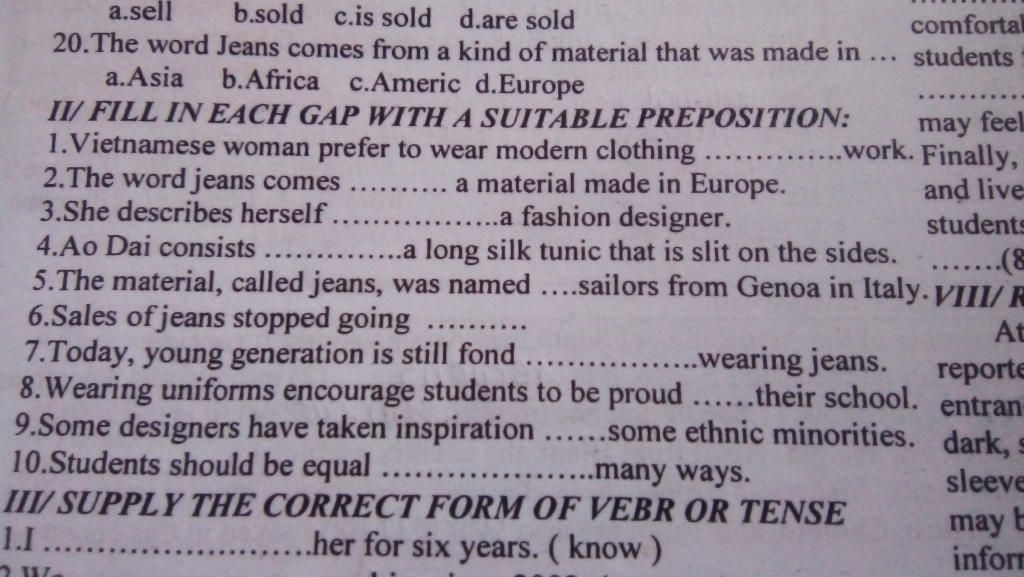 a.sell b.sold c.is sold d.are sold
20.The word Jeans comes from a kind of material that was made in ...
a.Asia b.Africa c.Americ d.Europe
II/ FILL IN EACH GAP WITH A SUITABLE PREPOSITION:
1.Vietnamese woman prefer to wear modern clothing ..............work.
2.The word jeans comes .......... a material made in Europe.
3.She describes herself .................a fashion designer.
4.Ao Dai consists ..............a long silk tunic that is slit on the sides.
5.The material, called jeans, was named ....sailors from Genoa in Italy.
6.Sales of jeans stopped going ..........
7.Today, young generation is still fond ..................wearing jeans.
8.Wearing uniforms encourage students to be proud ......their school.
9.Some designers have taken inspiration ......some ethnic minorities.
10.Students should be equal ......................many ways.
III/ SUPPLY THE CORRECT FORM OF VEBR OR TENSE
1.I ............................her for six years. ( know )
students
may feel
Finally,
and live
students
.......(8
VIII/ R
At
reporte
entran
dark, s
sleeve
may b
inforn